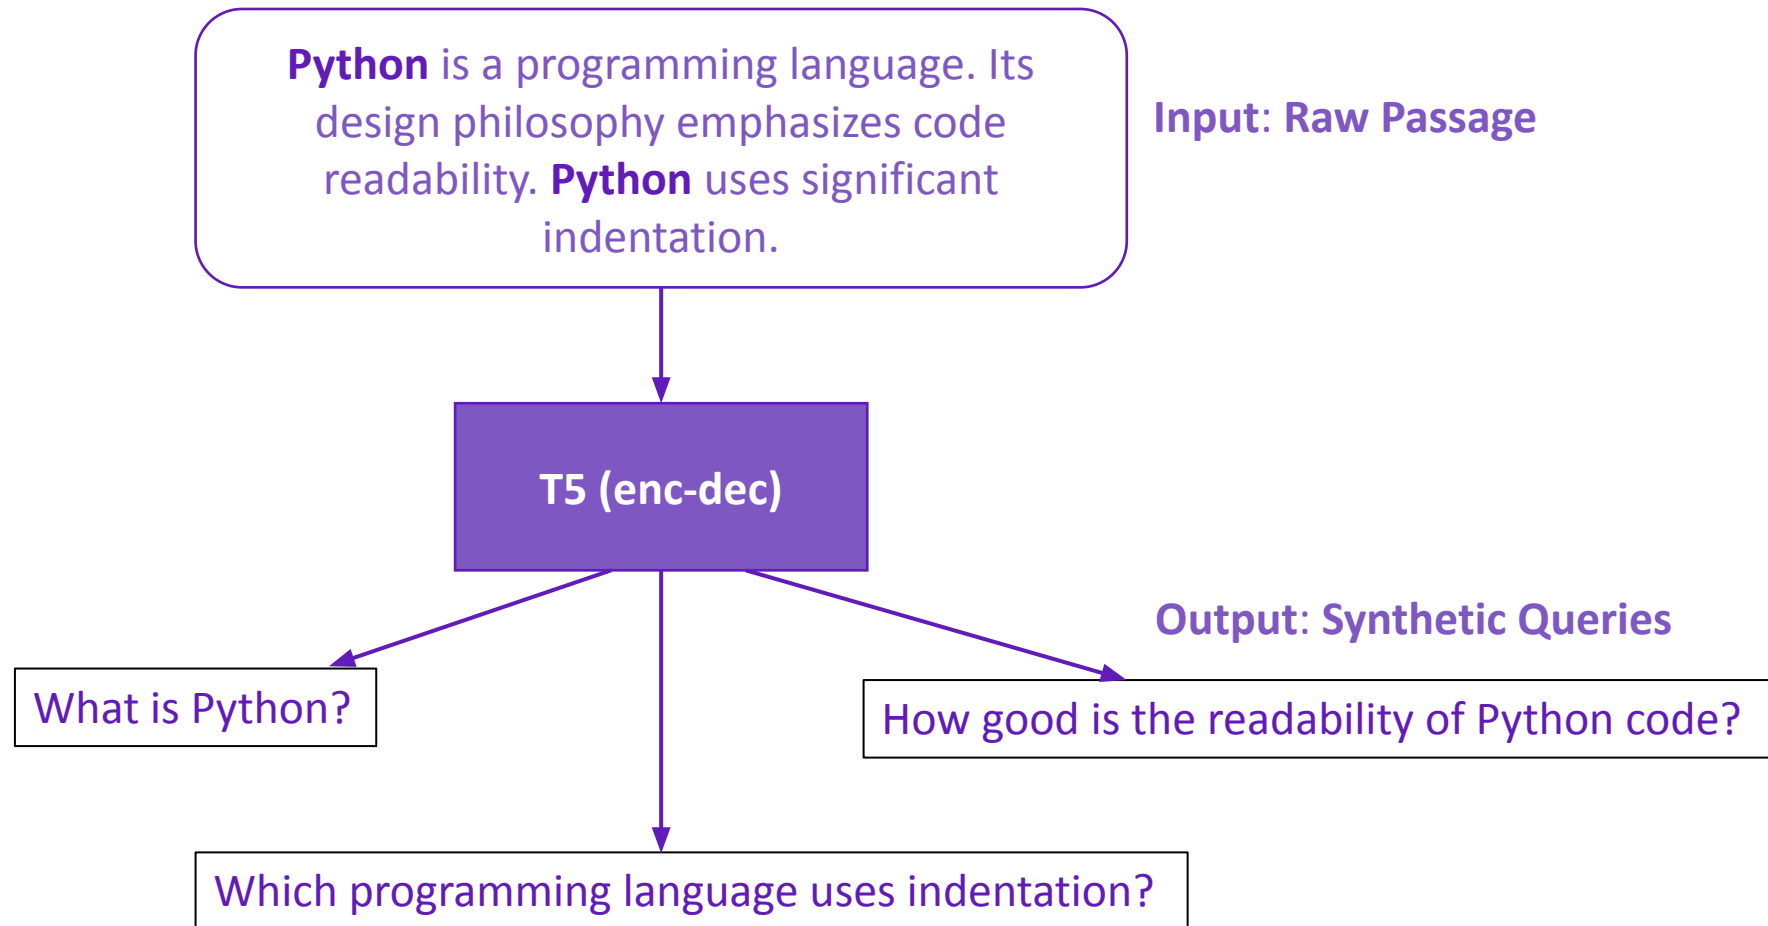 Python is a programming language. Its
design philosophy emphasizes code
readability. Python uses significant
indentation.
Input: Raw Passage
T5 (enc-dec)
Output: Synthetic Queries
What is Python?
How good is the readability of Python code?
Which programming language uses indentation?